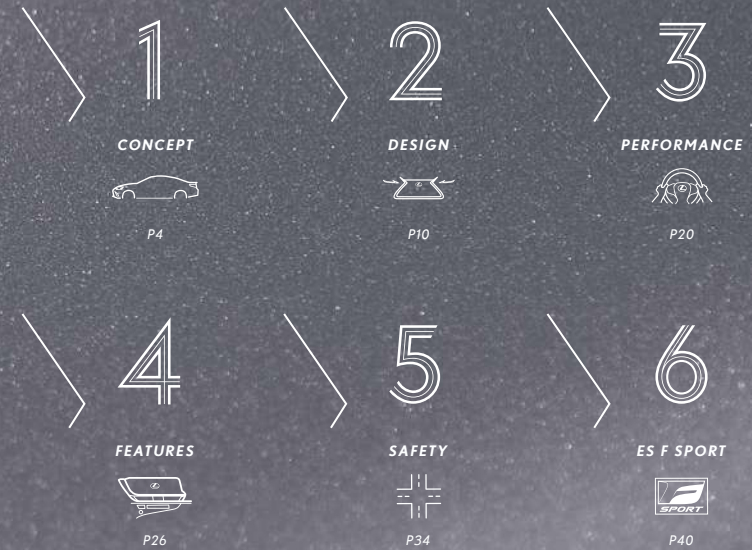 1
CONCEPT
P4
2
DESIGN
P10
3
PERFORMANCE
P20
4
FEATURES
P26
5
SAFETY
P34
6
ES F SPORT
F SPORT
P40